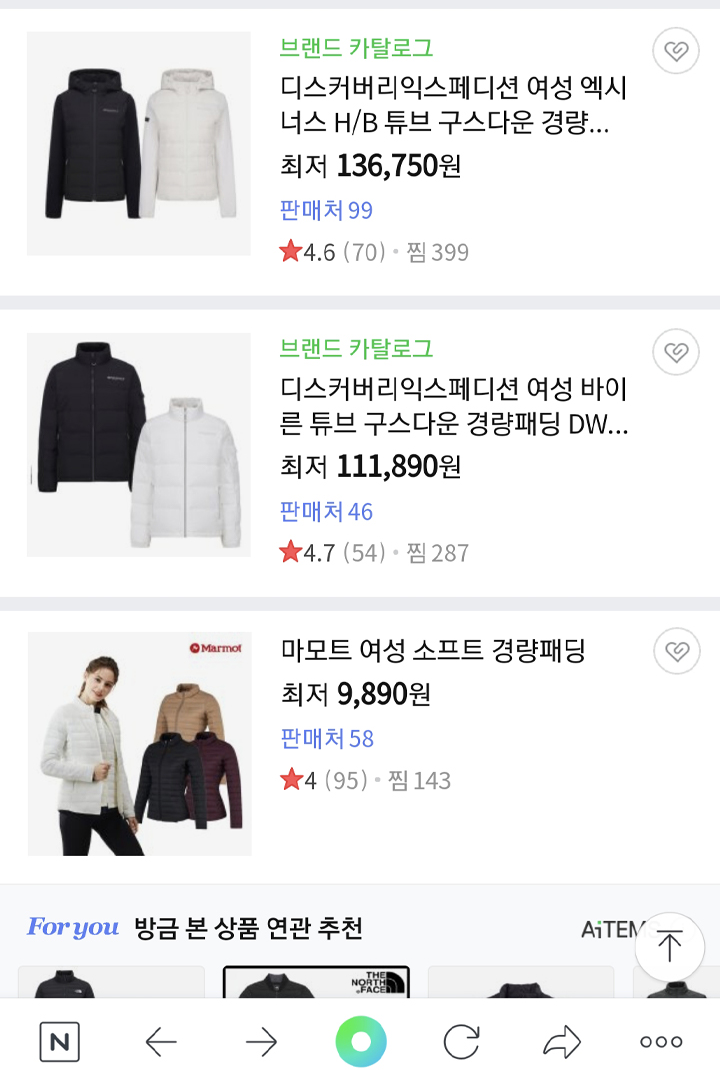 브랜드 카탈로그
디스커버리익스페디션 여성 엑시
너스 H/B 튜브 구스다운 경량...
최저 136,750원
판매처 99
★4.6 (70) • 찜 399
브랜드 카탈로그
디스커버리익스페디션 여성 바이
른 튜브 구스다운 경량패딩 DW...
최저 111,890원
판매처 46
★4.7 (54) • 찜 287
Marmot
마모트 여성 소프트 경량패딩
최저 9,890원
판매처 58
★4 (95) • 찜 143
For you 방금 본 상품 연관 추천
AiTEMS
THE
NORTH
FACE
N